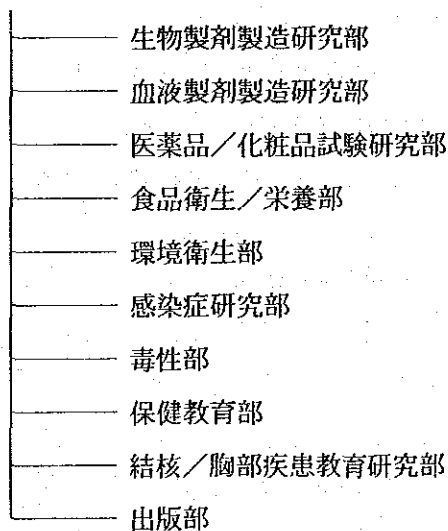 生物製剤製造研究部
血液製剤製造研究部
医薬品／化粧品試験研究部
食品衛生／栄養部
環境衛生部
感染症研究部
毒性部
保健教育部
結核／胸部疾患教育研究部
出版部